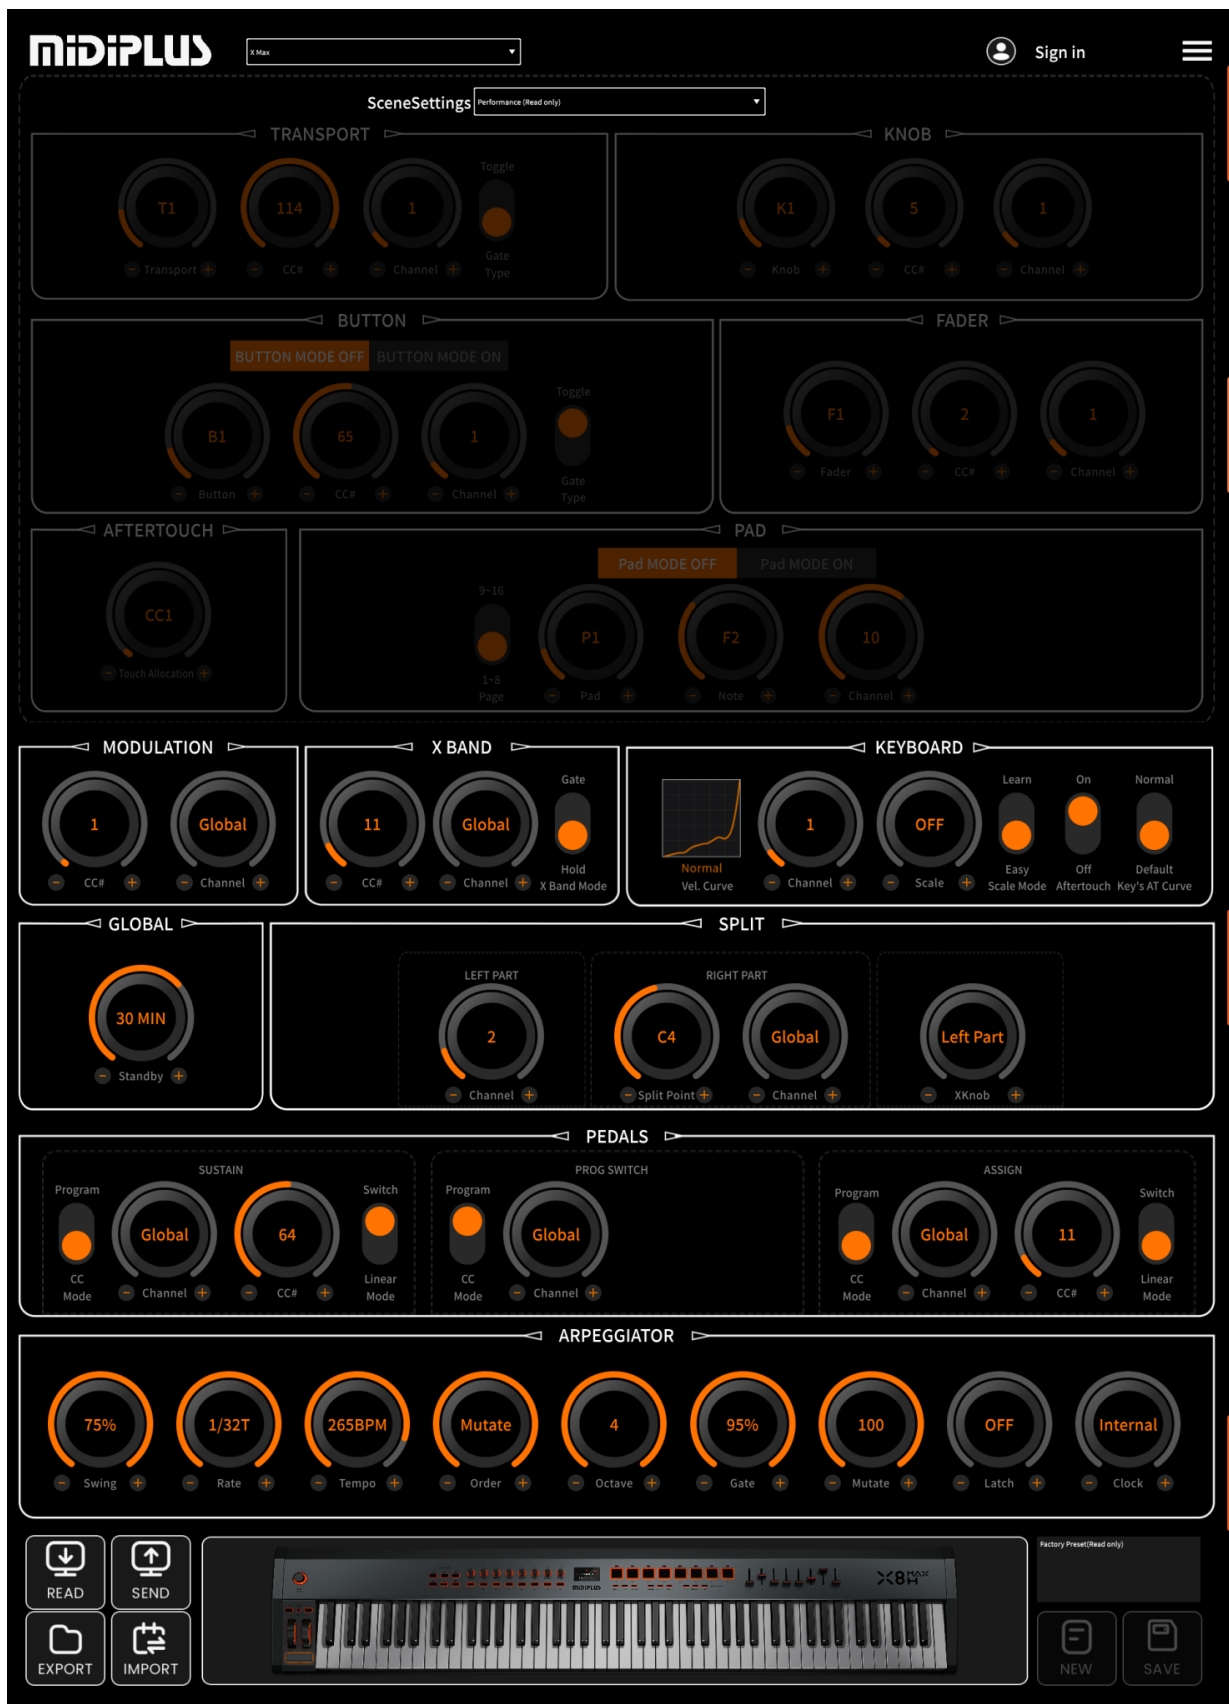 MIDIPLUS
X Max
Sign in
SceneSettings Performance (Read only)
TRANSPORT
T1
114
1
Toggle
Gate
Type
Transport
CC#
Channel
KNOB
K1
5
1
Knob
CC#
Channel
BUTTON
BUTTON MODE OFF BUTTON MODE ON
B1
65
1
Toggle
Gate
Type
Button
CC#
Channel
FADER
F1
2
1
Fader
CC#
Channel
AFTERTOUCH
CC1
Touch Allocation
PAD
Pad MODE OFF Pad MODE ON
9~16
1~8
Page
P1
F2
10
Pad
Note
Channel
MODULATION
1
Global
CC#
Channel
X BAND
11
Global
CC#
Channel
Gate
Hold
X Band Mode
KEYBOARD
Normal
Vel. Curve
1
Channel
OFF
Scale
Learn
Easy
Scale Mode
On
Off
Aftertouch
Normal
Default
Key's AT Curve
GLOBAL
30 MIN
Standby
SPLIT
LEFT PART
2
Channel
RIGHT PART
C4
Split Point
Global
Channel
Left Part
XKnob
PEDALS
SUSTAIN
Program
CC
Mode
Global
Channel
64
CC#
Switch
Linear
Mode
PROG SWITCH
Program
CC
Mode
Global
Channel
ASSIGN
Program
CC
Mode
Global
Channel
11
CC#
Switch
Linear
Mode
ARPEGGIATOR
75%
1/32T
265BPM
Mutate
4
95%
100
OFF
Internal
Swing
Rate
Tempo
Order
Octave
Gate
Mutate
Latch
Clock
READ
SEND
EXPORT
IMPORT
MIDIPLUS
X8H MAX
Factory Preset(Read only)
NEW
SAVE